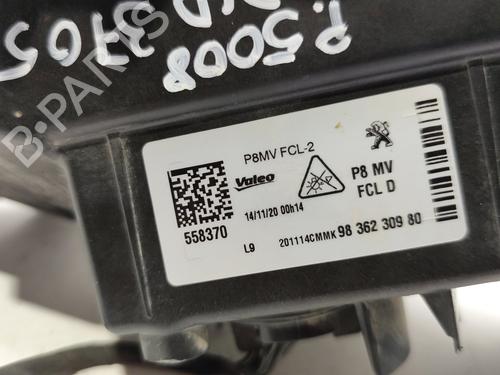 P.5008
3705
B-PARTS
P8MV FCL-2
Valeo
P8 MV
FCL D
558370
14/11/20 00h14
L9
201114CMMK 98 362 309 80